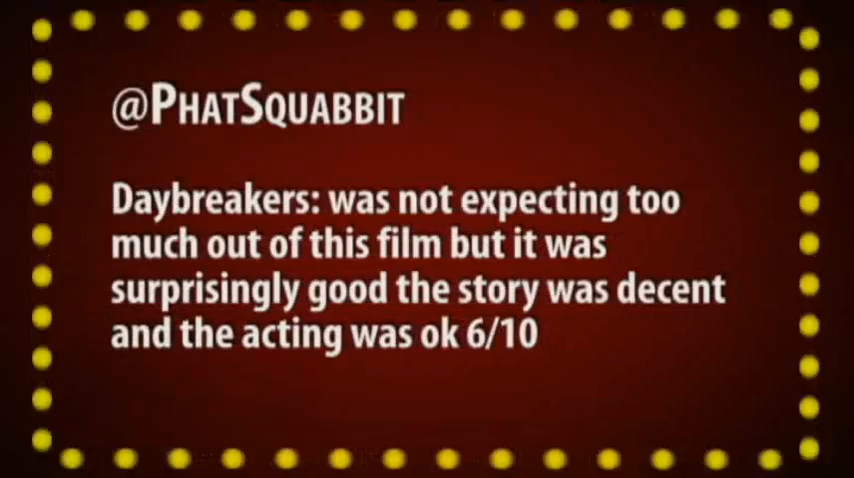 @PhatSquabbit
Daybreakers: was not expecting too
much out of this film but it was
surprisingly good the story was decent
and the acting was ok 6/10